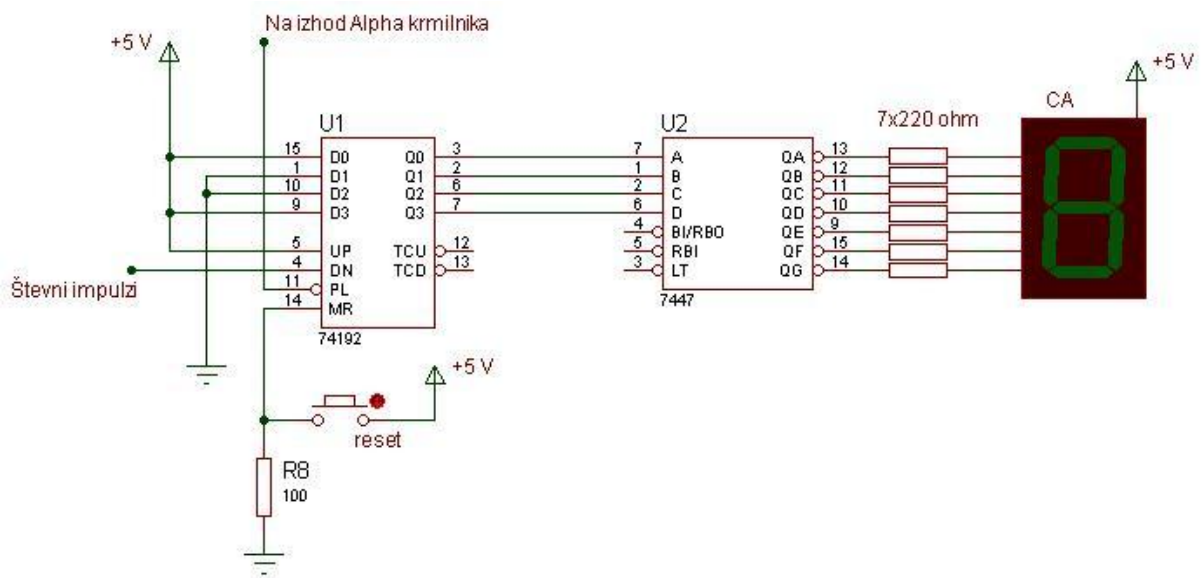 Na izhod Alpha krmilnika
+5 V
+5 V
CA
7x220 ohm
U1
U2
15 D0 Q0 3
1 D1 Q1 2
10 D2 Q2 6
9 D3 Q3 7
5 UP TCU 12
4 DN TCD 13
11 PL
14 MR
74192
7 A QA 13
1 B QB 12
2 C QC 11
6 D QD 10
4 BI/RBO QE 9
5 RBI QF 15
3 LT QG 14
7447
Števni impulzi
+5 V
reset
R8
100